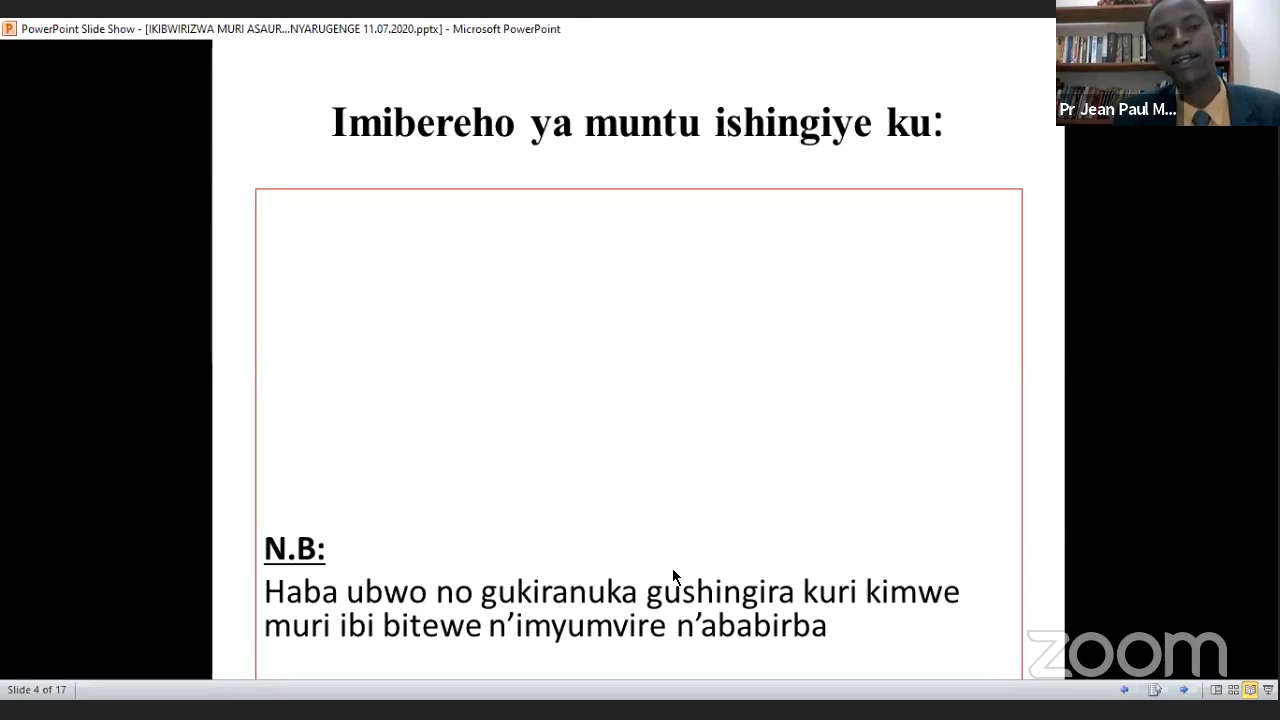 PowerPoint Slide Show - [IKIBWIRIZWA MURI ASAUR...NYARUGENGE 11.07.2020.pptx] - Microsoft PowerPoint
Pr Jean Paul M...
Imibereho ya muntu ishingiye ku:
N.B:
Haba ubwo no gukiranuka gushingira kuri kimwe
muri ibi bitewe n’imyumvire n’ababirba
zoom
Slide 4 of 17